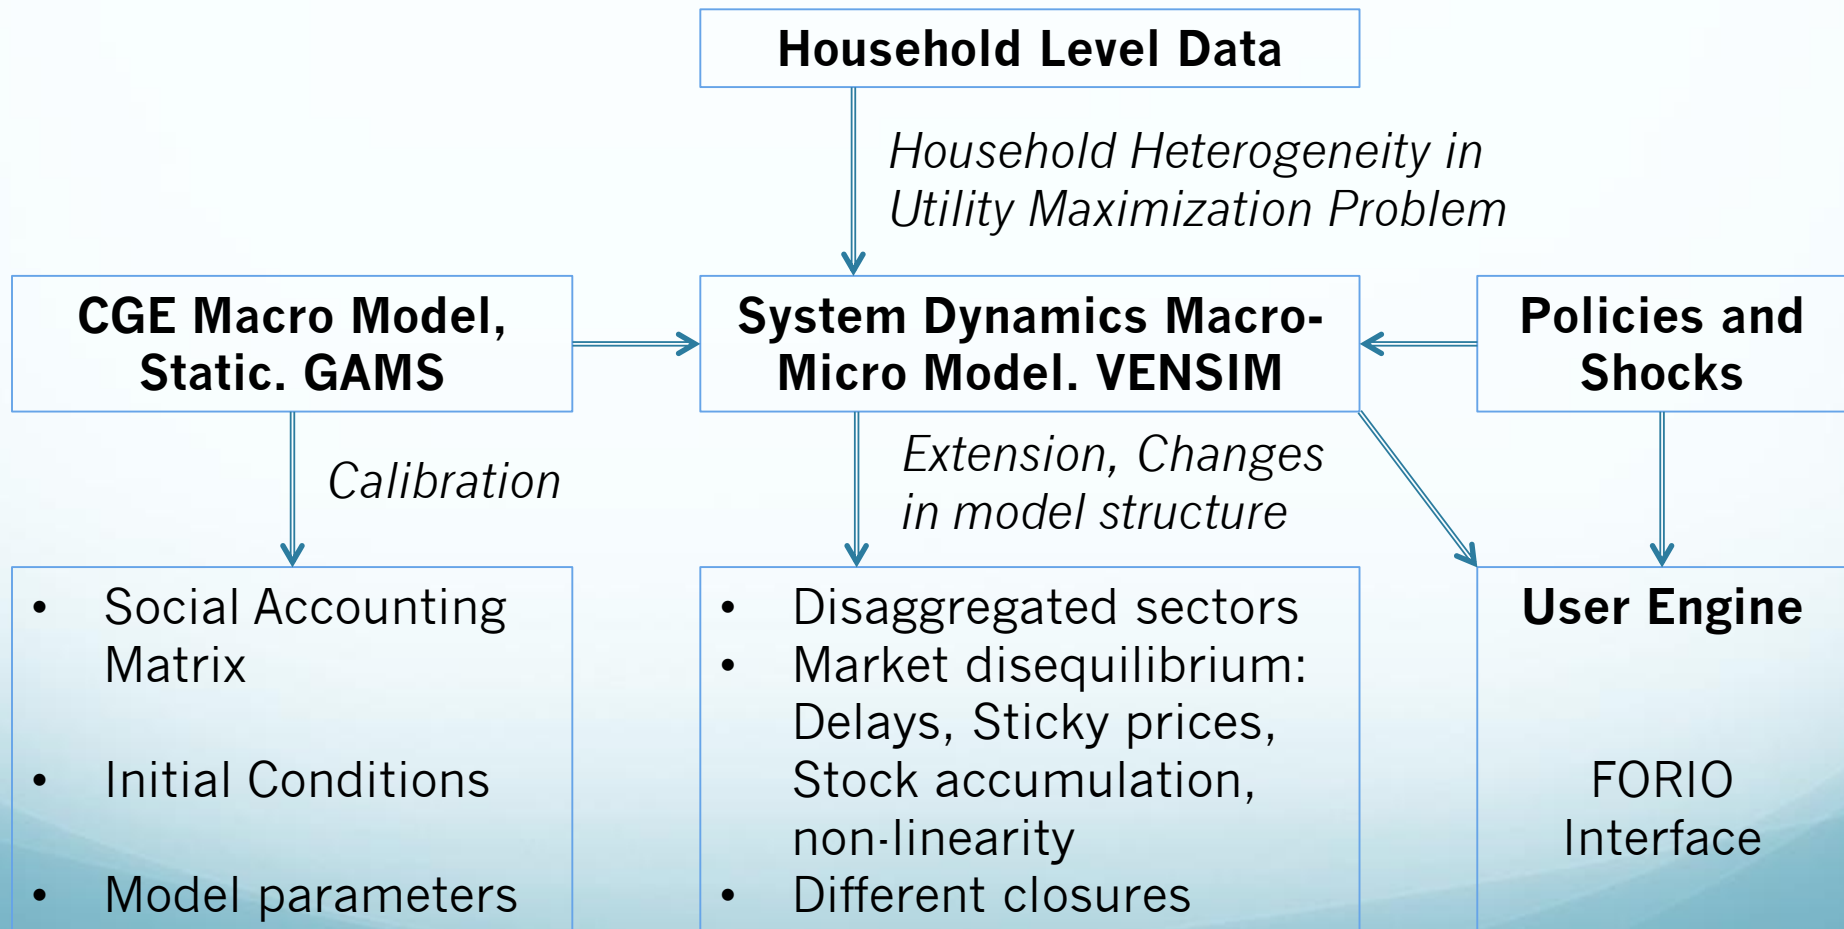 Household Level Data
Household Heterogeneity in
Utility Maximization Problem
CGE Macro Model,
Static. GAMS
System Dynamics Macro-
Micro Model. VENSIM
Policies and
Shocks
Calibration
Extension, Changes
in model structure
• Social Accounting
Matrix
• Initial Conditions
• Model parameters
• Disaggregated sectors
• Market disequilibrium:
Delays, Sticky prices,
Stock accumulation,
non-linearity
• Different closures
User Engine
FORIO
Interface